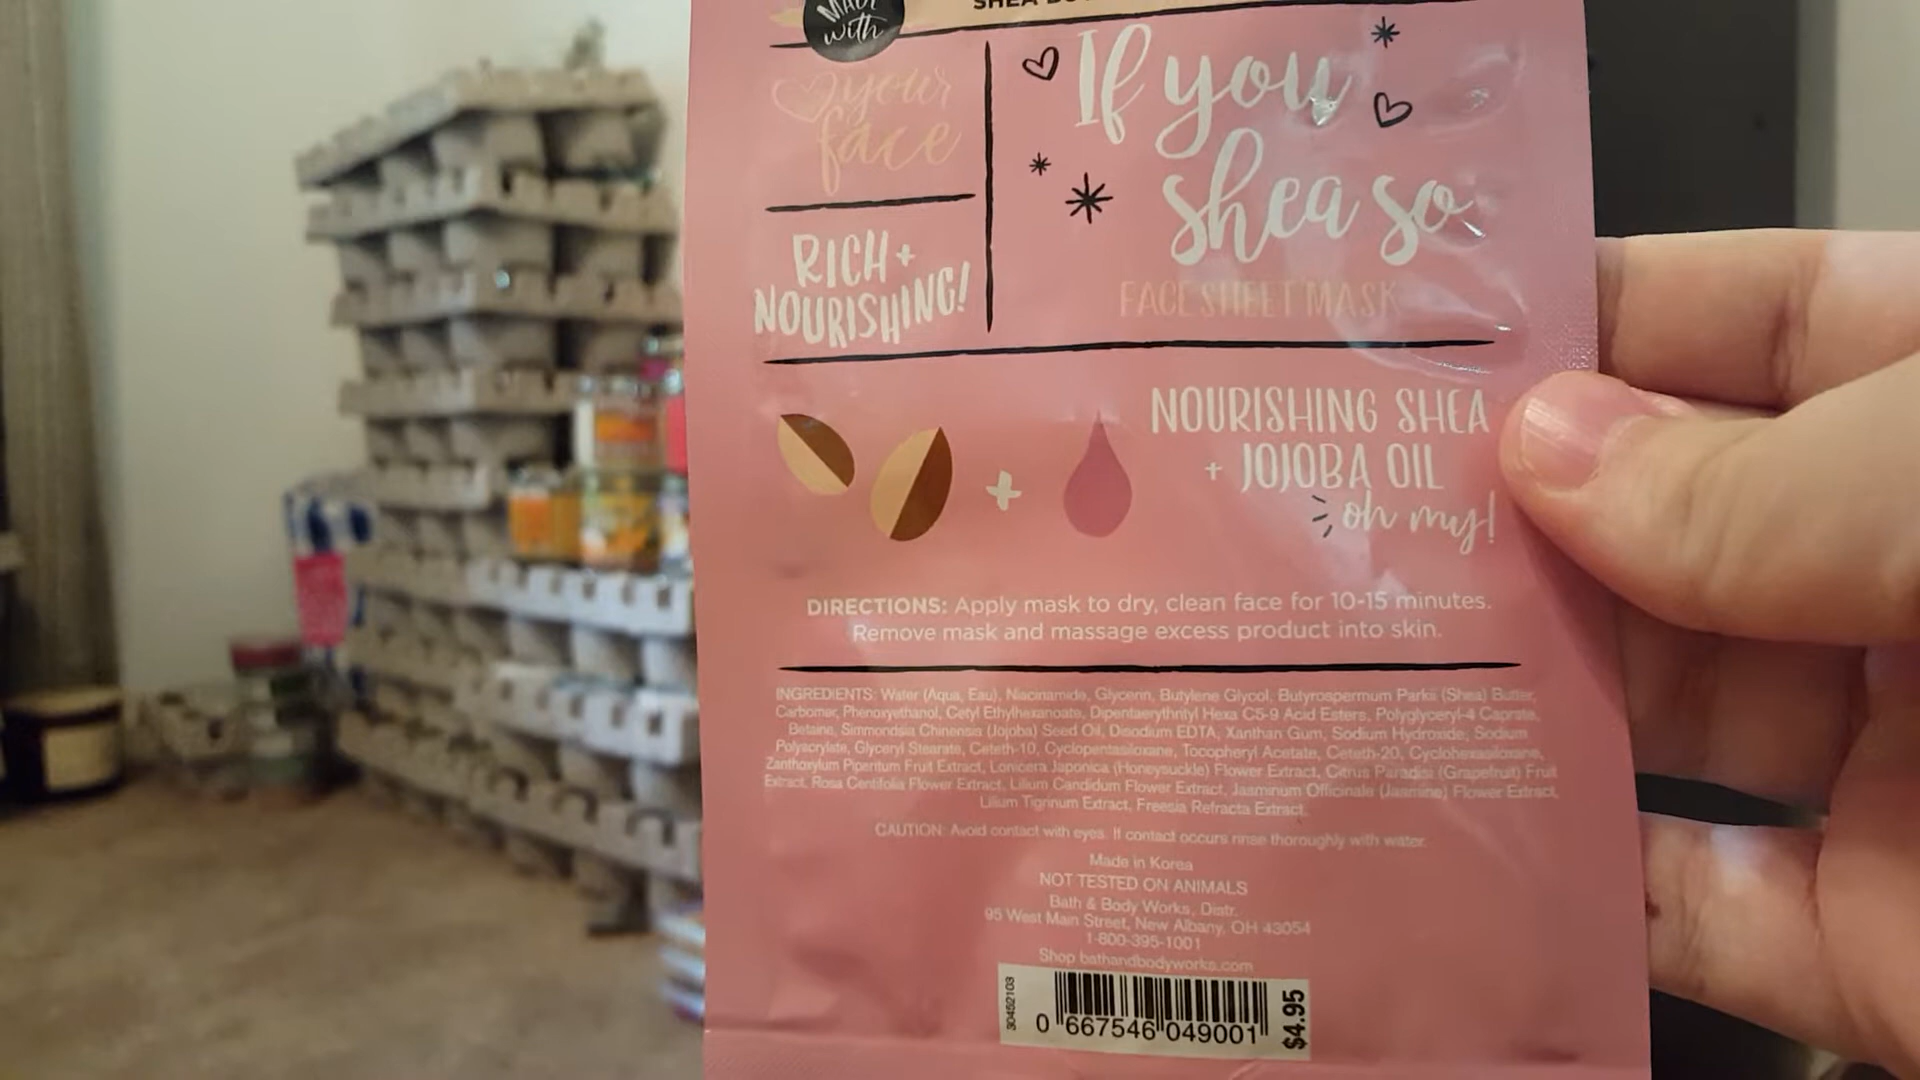 MADE
with
SHEA
your
face
If you
shea so
FACE SHEET MASK
RICH +
NOURISHING!
NOURISHING SHEA
+ JOJOBA OIL
oh my!
+
DIRECTIONS: Apply mask to dry, clean face for 10-15 minutes.
Remove mask and massage excess product into skin.
INGREDIENTS: Water (Aqua, Eau), Niacinamide, Glycerin, Butylene Glycol, Butyrospermum Parkii (Shea) Butter,
Carbomer, Phenoxyethanol, Cetyl Ethylhexanoate, Dipentaerythrityl Hexa C5-9 Acid Esters, Polyglyceryl-4 Caprate,
Betaine, Simmondsia Chinensis (Jojoba) Seed Oil, Disodium EDTA, Xanthan Gum, Sodium Hydroxide, Sodium
Polyacrylate, Glyceryl Stearate, Ceteth-10, Cyclopentasiloxane, Tocopheryl Acetate, Ceteth-20, Cyclohexasiloxane,
Zanthoxylum Piperitum Fruit Extract, Lonicera Japonica (Honeysuckle) Flower Extract, Citrus Paradisi (Grapefruit) Fruit
Extract, Rosa Centifolia Flower Extract, Lilium Candidum Flower Extract, Jasminum Officinale (Jasmine) Flower Extract,
Lilium Tigrinum Extract, Freesia Refracta Extract.
CAUTION: Avoid contact with eyes. If contact occurs rinse thoroughly with water.
Made in Korea
NOT TESTED ON ANIMALS
Bath & Body Works, Distr.
95 West Main Street, New Albany, OH 43054
1-800-395-1001
Shop bathandbodyworks.com
30452103
0 667546 049001
$4.95